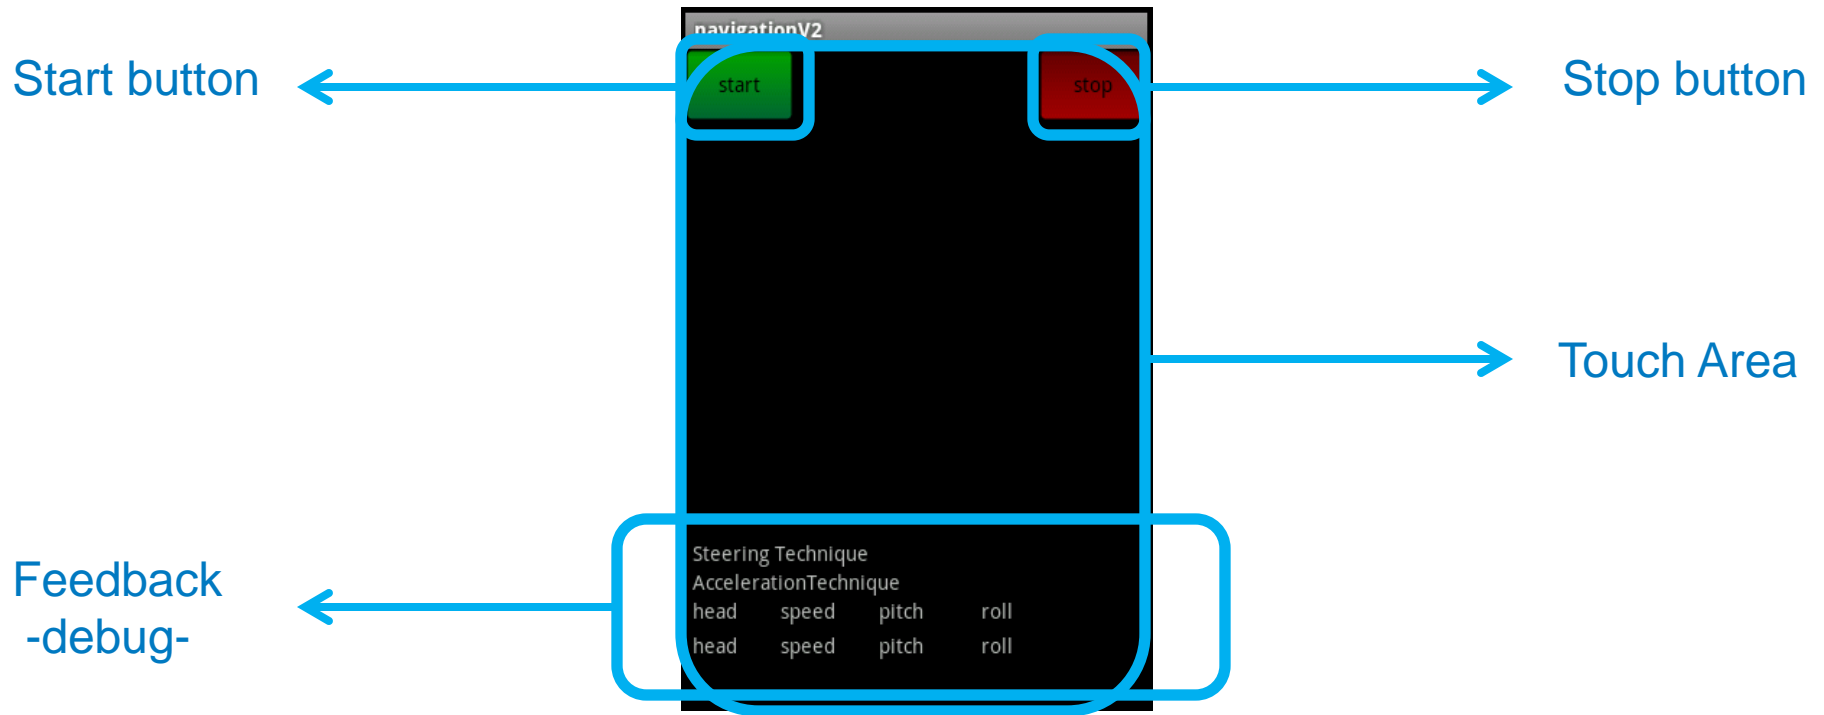 navigationV2
Start button
start
stop
Stop button
Touch Area
Feedback
-debug-
Steering Technique
AccelerationTechnique
head speed pitch roll
head speed pitch roll